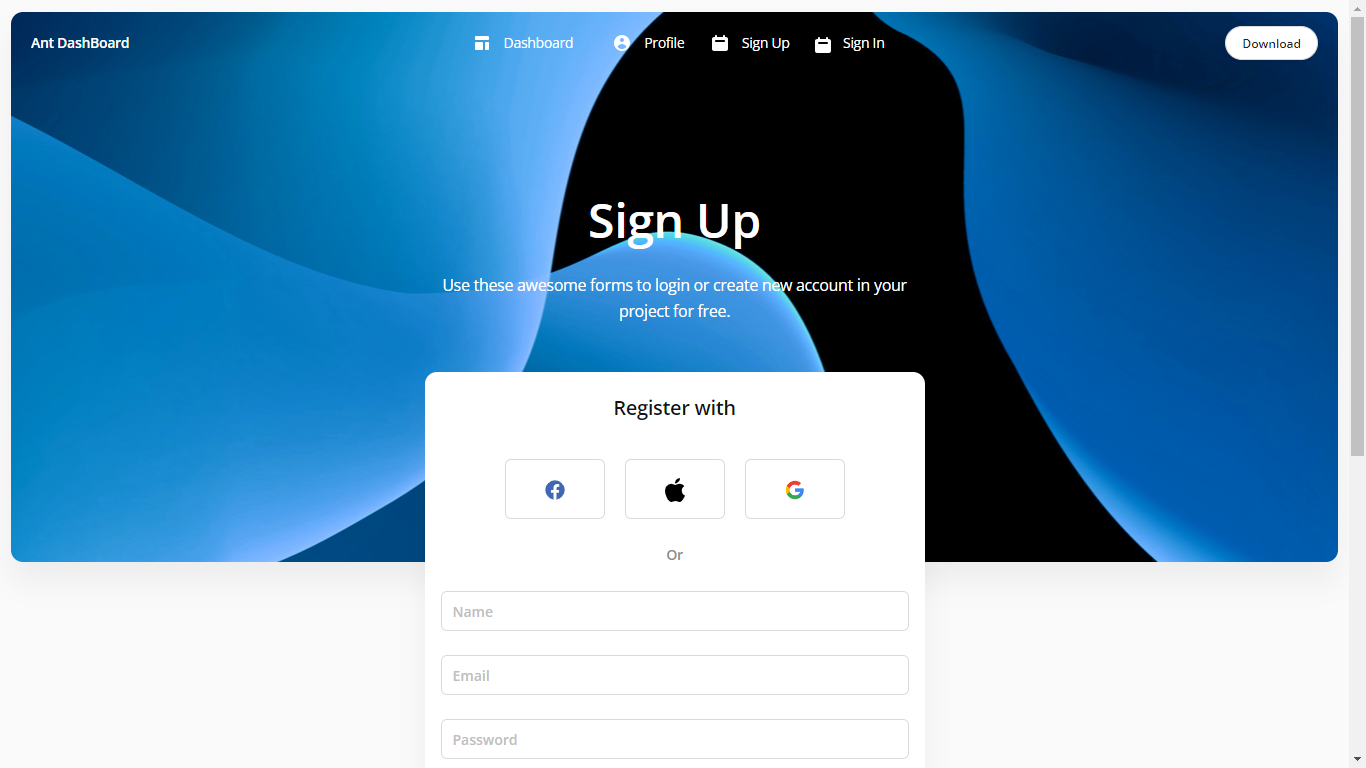 Ant DashBoard
Dashboard
Profile
Sign Up
Sign In
Download
Sign Up
Use these awesome forms to login or create new account in your
project for free.
Register with
Or
Name
Email
Password